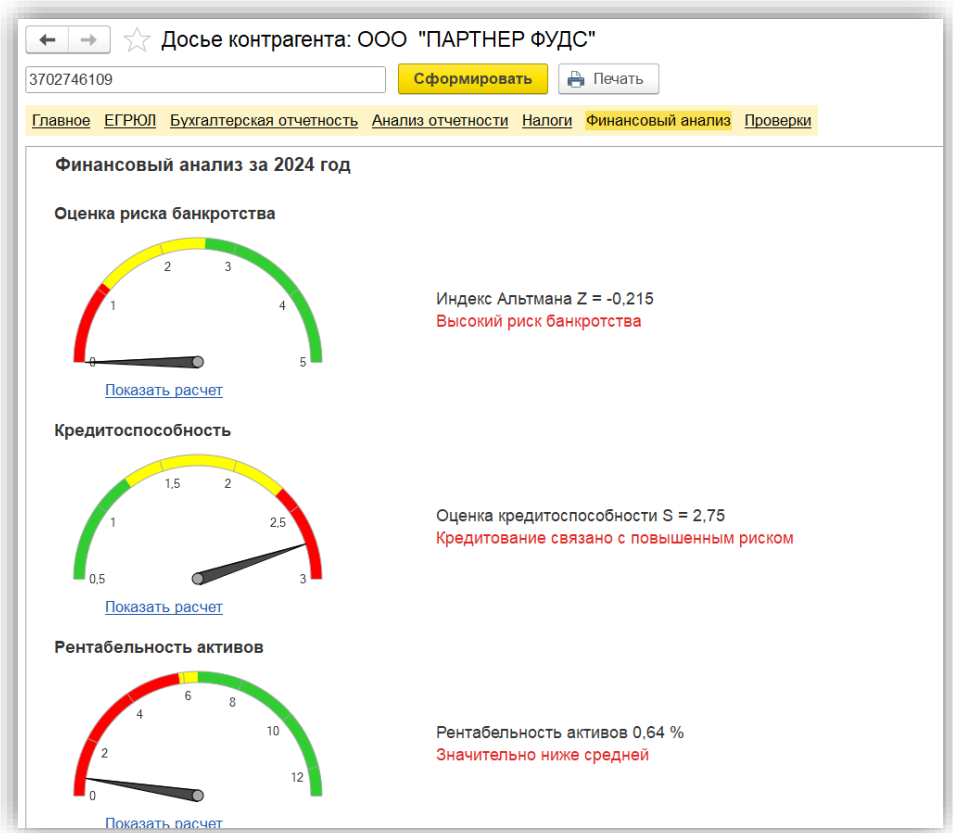 Досье контрагента: ООО "ПАРТНЕР ФУДС"
3702746109 Сформировать Печать
Главное ЕГРЮЛ Бухгалтерская отчетность Анализ отчетности Налоги Финансовый анализ Проверки
Финансовый анализ за 2024 год
Оценка риска банкротства
0 1 2 3 4 5
Индекс Альтмана Z = -0,215
Высокий риск банкротства
Показать расчет
Кредитоспособность
0,5 1 1,5 2 2,5 3
Оценка кредитоспособности S = 2,75
Кредитование связано с повышенным риском
Показать расчет
Рентабельность активов
0 2 4 6 8 10 12
Рентабельность активов 0,64 %
Значительно ниже средней
Показать расчет